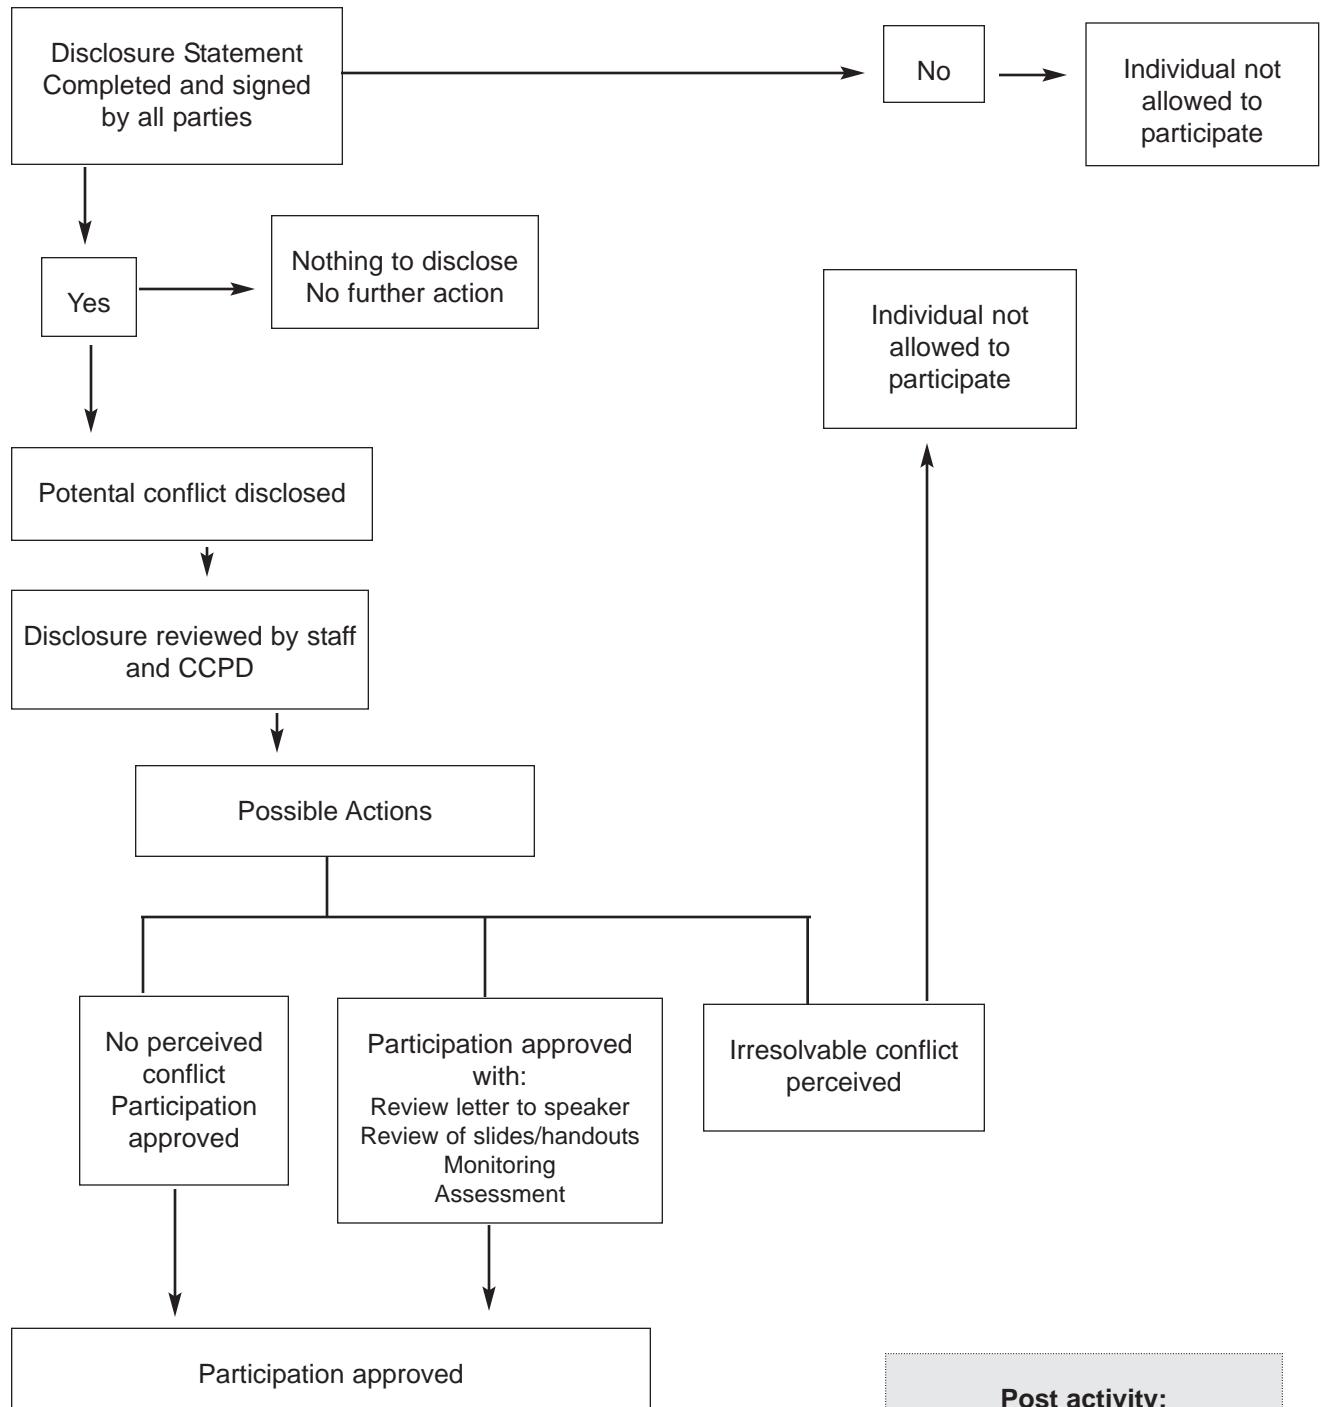 Disclosure Statement
Completed and signed
by all parties
No
Individual not
allowed to
participate
Yes
Nothing to disclose
No further action
Individual not
allowed to
participate
Potental conflict disclosed
Disclosure reviewed by staff
and CCPD
Possible Actions
No perceived
conflict
Participation
approved
Participation approved
with:
Review letter to speaker
Review of slides/handouts
Monitoring
Assessment
Irresolvable conflict
perceived
Participation approved
Post activity: